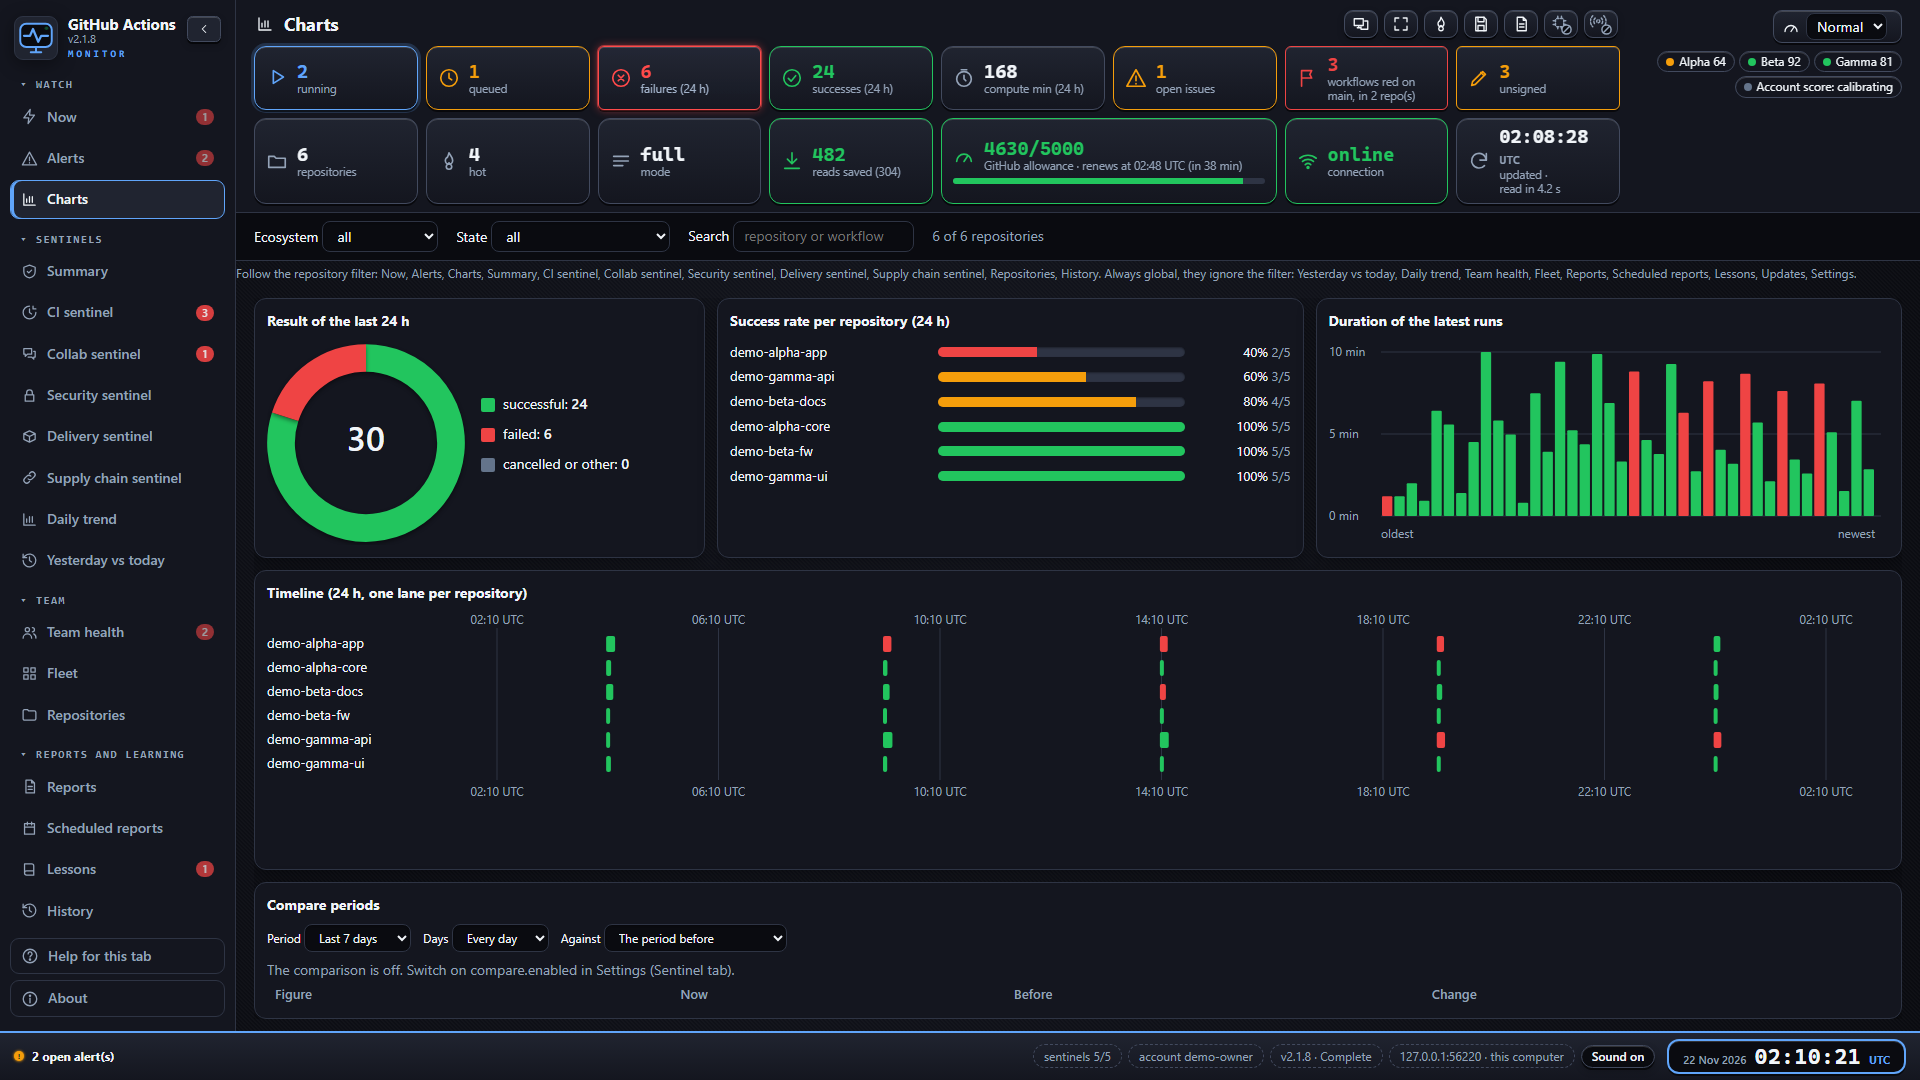 GitHub Actions
v2.1.8
MONITOR
WATCH
Now 1
Alerts 2
Charts
SENTINELS
Summary
CI sentinel 3
Collab sentinel 1
Security sentinel
Delivery sentinel
Supply chain sentinel
Daily trend
Yesterday vs today
TEAM
Team health 2
Fleet
Repositories
REPORTS AND LEARNING
Reports
Scheduled reports
Lessons 1
History
Help for this tab
About
Charts
Normal
Alpha 64 Beta 92 Gamma 81
Account score: calibrating
2
running
1
queued
6
failures (24 h)
24
successes (24 h)
168
compute min (24 h)
1
open issues
3
workflows red on
main, in 2 repo(s)
3
unsigned
6
repositories
4
hot
full
mode
482
reads saved (304)
4630/5000
GitHub allowance · renews at 02:48 UTC (in 38 min)
online
connection
02:08:28
UTC
updated ·
read in 4.2 s
Ecosystem all State all Search repository or workflow 6 of 6 repositories
Follow the repository filter: Now, Alerts, Charts, Summary, CI sentinel, Collab sentinel, Security sentinel, Delivery sentinel, Supply chain sentinel, Repositories, History. Always global, they ignore the filter: Yesterday vs today, Daily trend, Team health, Fleet, Reports, Scheduled reports, Lessons, Updates, Settings.
Result of the last 24 h
30
successful: 24
failed: 6
cancelled or other: 0
Success rate per repository (24 h)
demo-alpha-app 40% 2/5
demo-gamma-api 60% 3/5
demo-beta-docs 80% 4/5
demo-alpha-core 100% 5/5
demo-beta-fw 100% 5/5
demo-gamma-ui 100% 5/5
Duration of the latest runs
10 min
5 min
0 min
oldest newest
Timeline (24 h, one lane per repository)
02:10 UTC 06:10 UTC 10:10 UTC 14:10 UTC 18:10 UTC 22:10 UTC 02:10 UTC
demo-alpha-app
demo-alpha-core
demo-beta-docs
demo-beta-fw
demo-gamma-api
demo-gamma-ui
02:10 UTC 06:10 UTC 10:10 UTC 14:10 UTC 18:10 UTC 22:10 UTC 02:10 UTC
Compare periods
Period Last 7 days Days Every day Against The period before
The comparison is off. Switch on compare.enabled in Settings (Sentinel tab).
Figure Now Before Change
2 open alert(s)
sentinels 5/5 account demo-owner v2.1.8 · Complete 127.0.0.1:56220 · this computer Sound on 22 Nov 2026 02:10:21 UTC